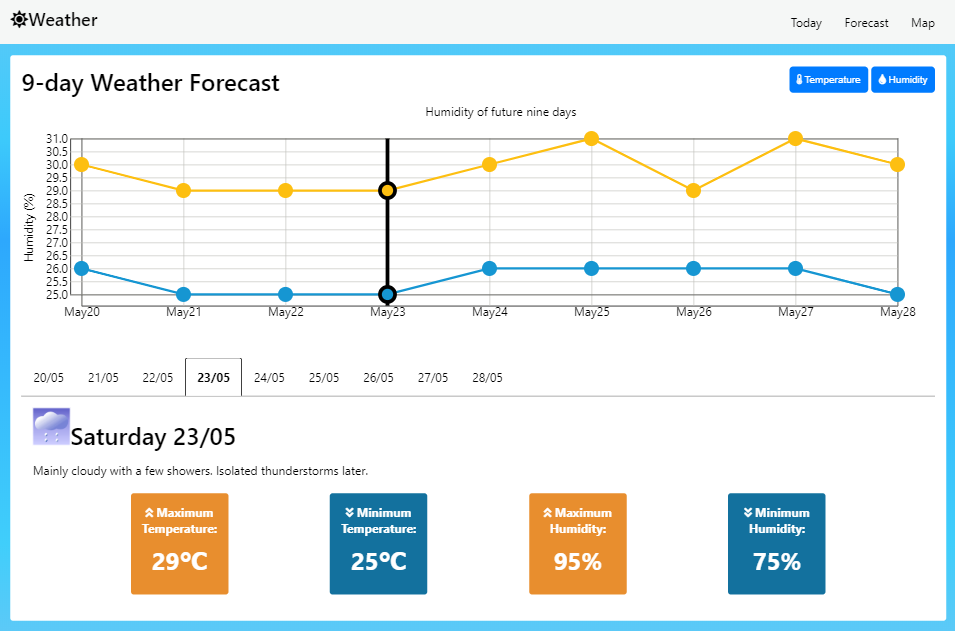 Weather
Today Forecast Map
9-day Weather Forecast
Temperature Humidity
Humidity of future nine days
Humidity (%)
31.0
30.5
30.0
29.5
29.0
28.5
28.0
27.5
27.0
26.5
26.0
25.5
25.0
May20 May21 May22 May23 May24 May25 May26 May27 May28
20/05 21/05 22/05 23/05 24/05 25/05 26/05 27/05 28/05
Saturday 23/05
Mainly cloudy with a few showers. Isolated thunderstorms later.
Maximum
Temperature:
29°C
Minimum
Temperature:
25°C
Maximum
Humidity:
95%
Minimum
Humidity:
75%